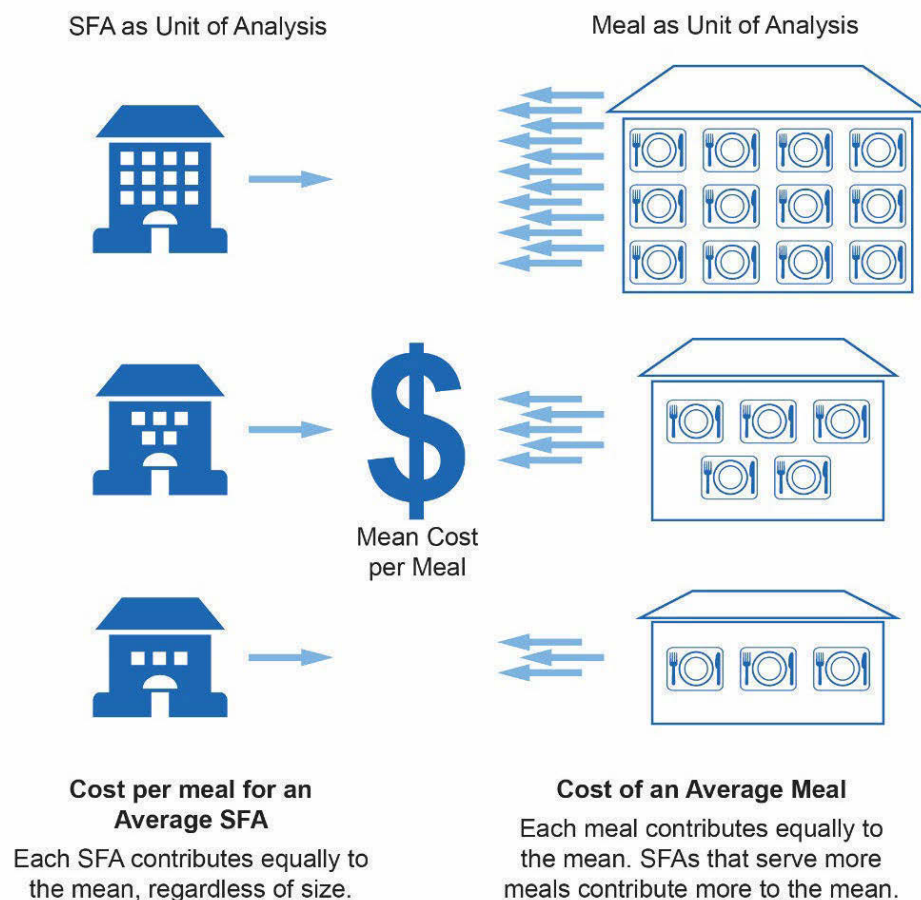 SFA as Unit of Analysis
Meal as Unit of Analysis
$
Mean Cost
per Meal
Cost per meal for an
Average SFA
Each SFA contributes equally to
the mean, regardless of size.
Cost of an Average Meal
Each meal contributes equally to
the mean. SFAs that serve more
meals contribute more to the mean.